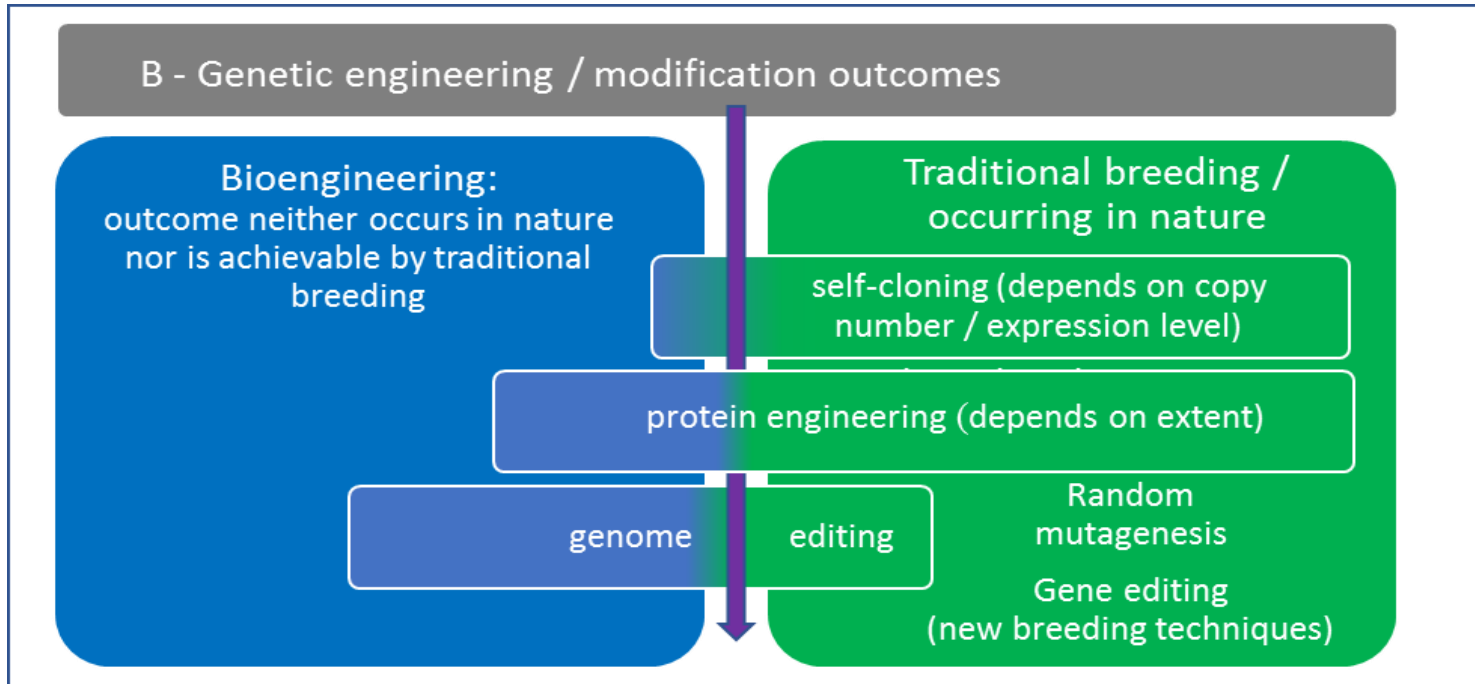 B - Genetic engineering / modification outcomes
Bioengineering:
outcome neither occurs in nature
nor is achievable by traditional
breeding
Traditional breeding /
occurring in nature
self-cloning (depends on copy
number / expression level)
protein engineering (depends on extent)
genome editing
Random
mutagenesis
Gene editing
(new breeding techniques)